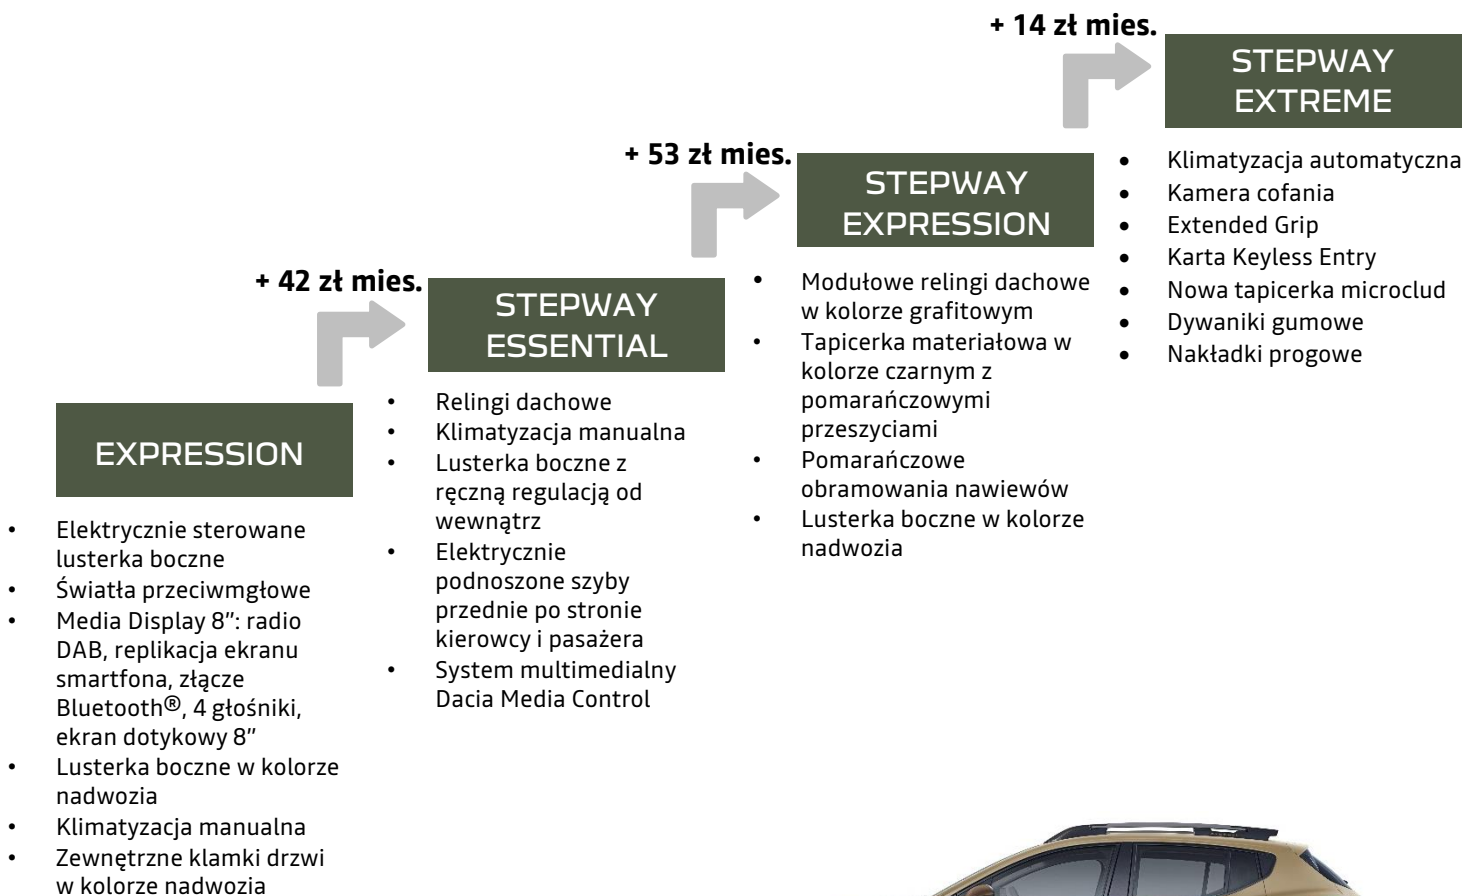 + 14 zł mies.
STEPWAY
EXTREME
• Klimatyzacja automatyczna
• Kamera cofania
• Extended Grip
• Karta Keyless Entry
• Nowa tapicerka microclud
• Dywaniki gumowe
• Nakładki progowe
+ 53 zł mies.
STEPWAY
EXPRESSION
• Modułowe relingi dachowe
w kolorze grafitowym
• Tapicerka materiałowa w
kolorze czarnym z
pomarańczowymi
przeszyciami
• Pomarańczowe
obramowania nawiewów
• Lusterka boczne w kolorze
nadwozia
+ 42 zł mies.
STEPWAY
ESSENTIAL
• Relingi dachowe
• Klimatyzacja manualna
• Lusterka boczne z
ręczną regulacją od
wewnątrz
• Elektrycznie
podnoszone szyby
przednie po stronie
kierowcy i pasażera
• System multimedialny
Dacia Media Control
EXPRESSION
• Elektrycznie sterowane
lusterka boczne
• Światła przeciwmgłowe
• Media Display 8”: radio
DAB, replikacja ekranu
smartfona, złącze
Bluetooth®, 4 głośniki,
ekran dotykowy 8”
• Lusterka boczne w kolorze
nadwozia
• Klimatyzacja manualna
• Zewnętrzne klamki drzwi
w kolorze nadwozia